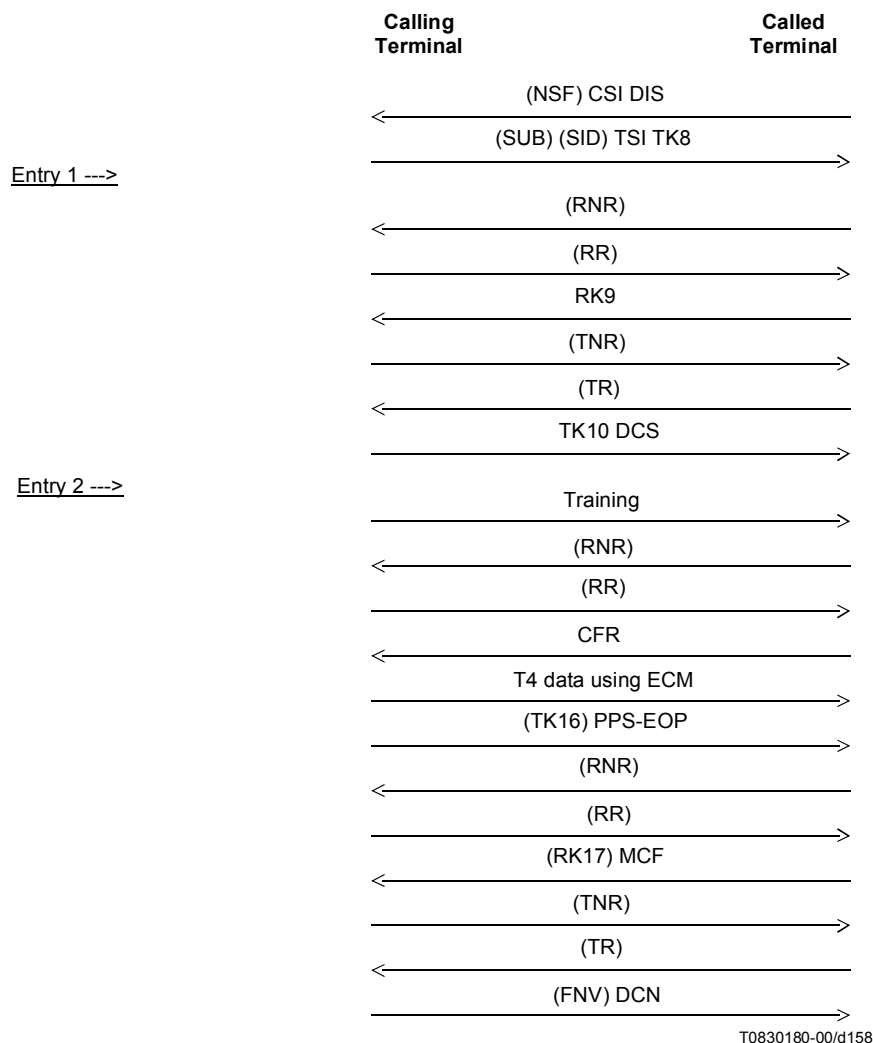 Calling Called
Terminal Terminal
(NSF) CSI DIS
(SUB) (SID) TSI TK8
Entry 1 --->
(RNR)
(RR)
RK9
(TNR)
(TR)
TK10 DCS
Entry 2 --->
Training
(RNR)
(RR)
CFR
T4 data using ECM
(TK16) PPS-EOP
(RNR)
(RR)
(RK17) MCF
(TNR)
(TR)
(FNV) DCN
T0830180-00/d158